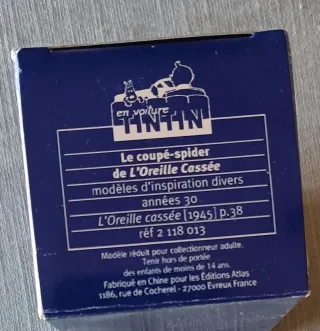 en voiture
TINTIN
Le coupé-spider
de L'Oreille Cassée
modèles d'inspiration divers
années 30
L'Oreille cassée [1945] p.38
réf 2 118 013
Modèle réduit pour collectionneur adulte.
Tenir hors de portée
des enfants de moins de 14 ans.
Fabriqué en Chine pour les Éditions Atlas
1186, rue de Cocherel - 27000 Évreux France